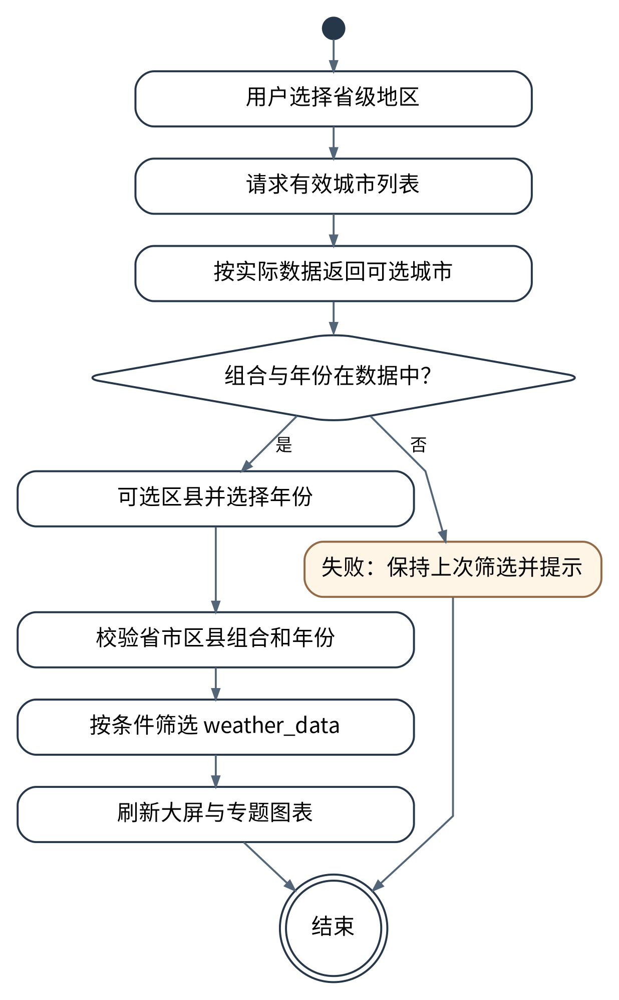 用户选择省级地区
请求有效城市列表
按实际数据返回可选城市
组合与年份在数据中？
是
否
可选区县并选择年份
失败：保持上次筛选并提示
校验省市区县组合和年份
按条件筛选 weather_data
刷新大屏与专题图表
结束